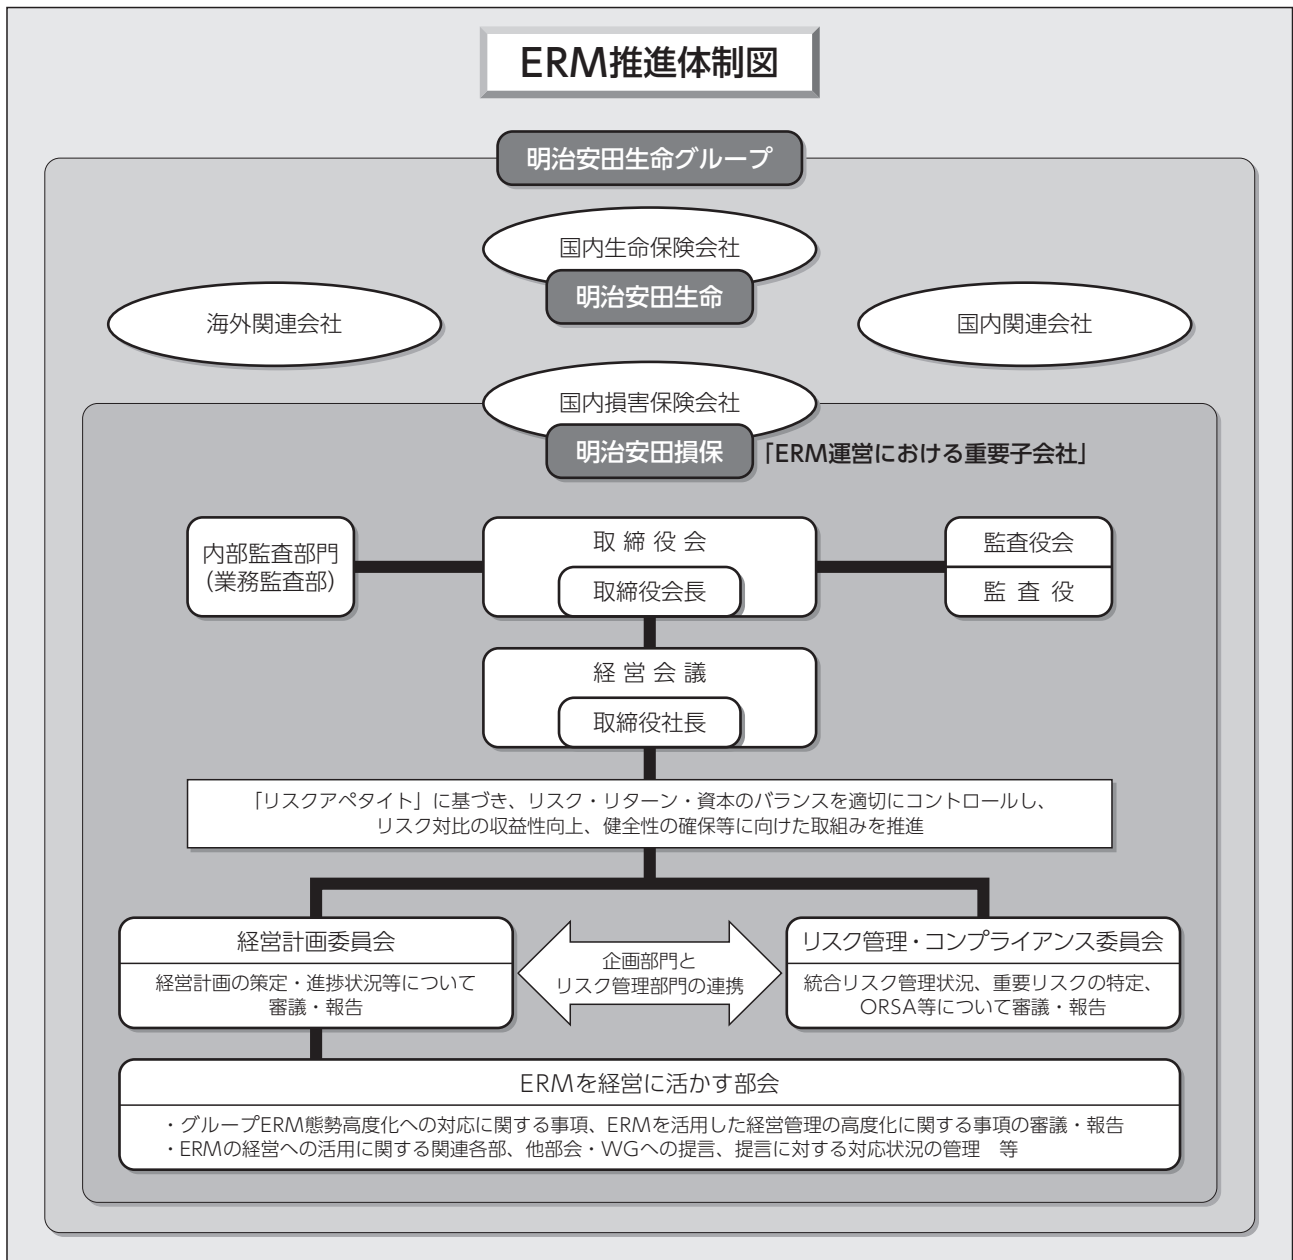 ERM推進体制図
明治安田生命グループ
国内生命保険会社
明治安田生命
海外関連会社
国内関連会社
国内損害保険会社
明治安田損保
「ERM運営における重要子会社」
内部監査部門
（業務監査部）
取締役会
取締役会長
監査役会
監査役
経営会議
取締役社長
「リスクアペタイト」に基づき、リスク・リターン・資本のバランスを適切にコントロールし、
リスク対比の収益性向上、健全性の確保等に向けた取組みを推進
経営計画委員会
経営計画の策定・進捗状況等について
審議・報告
企画部門と
リスク管理部門の連携
リスク管理・コンプライアンス委員会
統合リスク管理状況、重要リスクの特定、
ORSA等について審議・報告
ERMを経営に活かす部会
・グループERM態勢高度化への対応に関する事項、ERMを活用した経営管理の高度化に関する事項の審議・報告
・ERMの経営への活用に関する関連各部、他部会・WGへの提言、提言に対する対応状況の管理　等